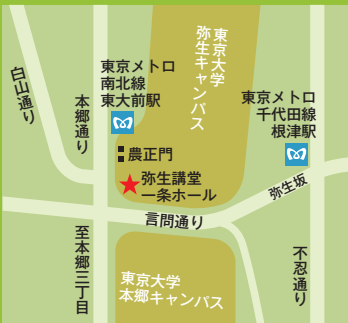 東京大学
弥生キャンパス
白山通り
本郷通り
東京メトロ
南北線
東大前駅
東京メトロ
千代田線
根津駅
農正門
弥生講堂
一条ホール
弥生坂
言問通り
至本郷三丁目
不忍通り
東京大学
本郷キャンパス